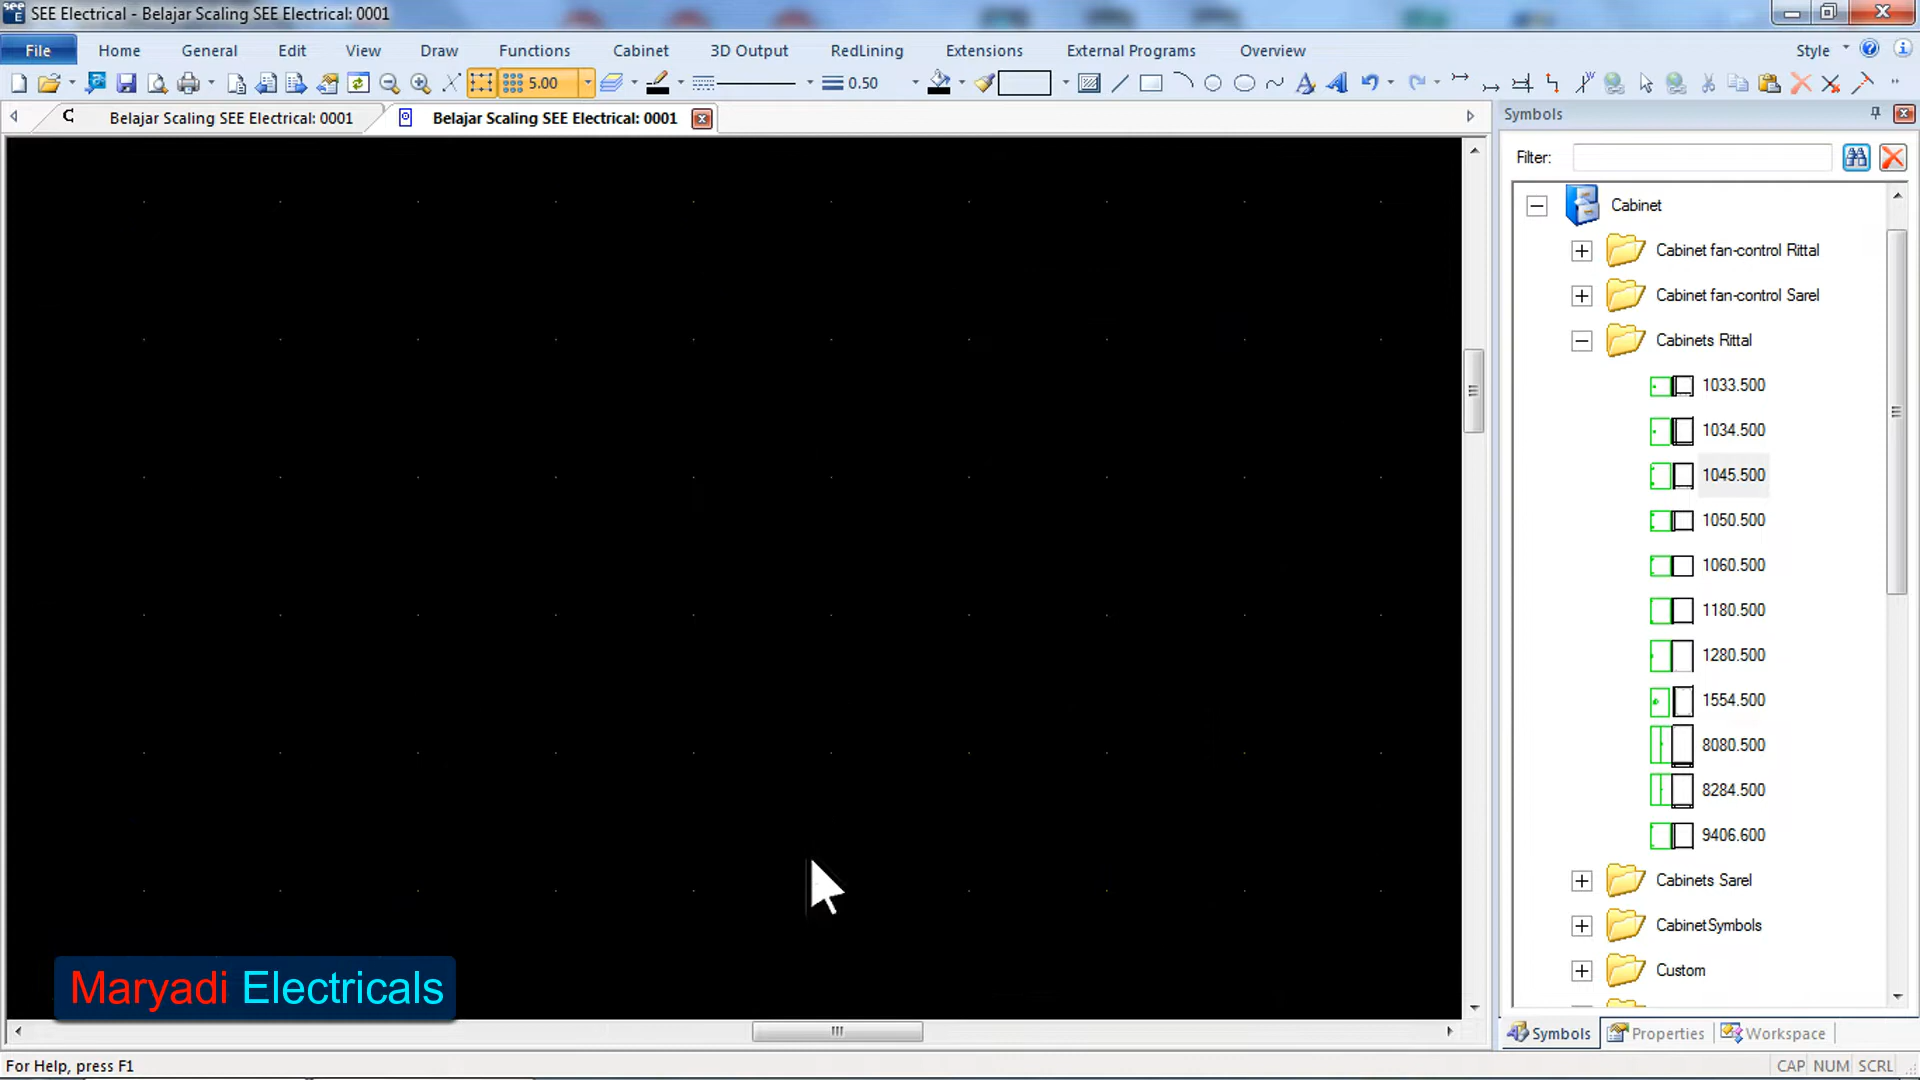 SEE Electrical - Belajar Scaling SEE Electrical: 0001
File Home General Edit View Draw Functions Cabinet 3D Output RedLining Extensions External Programs Overview Style
5.00 0.50
C Belajar Scaling SEE Electrical: 0001 Belajar Scaling SEE Electrical: 0001
Symbols
Filter:
Cabinet
Cabinet fan-control Rittal
Cabinet fan-control Sarel
Cabinets Rittal
1033.500
1034.500
1045.500
1050.500
1060.500
1180.500
1280.500
1554.500
8080.500
8284.500
9406.600
Cabinets Sarel
CabinetSymbols
Custom
Maryadi Electricals
Symbols Properties Workspace
For Help, press F1
CAP NUM SCRL